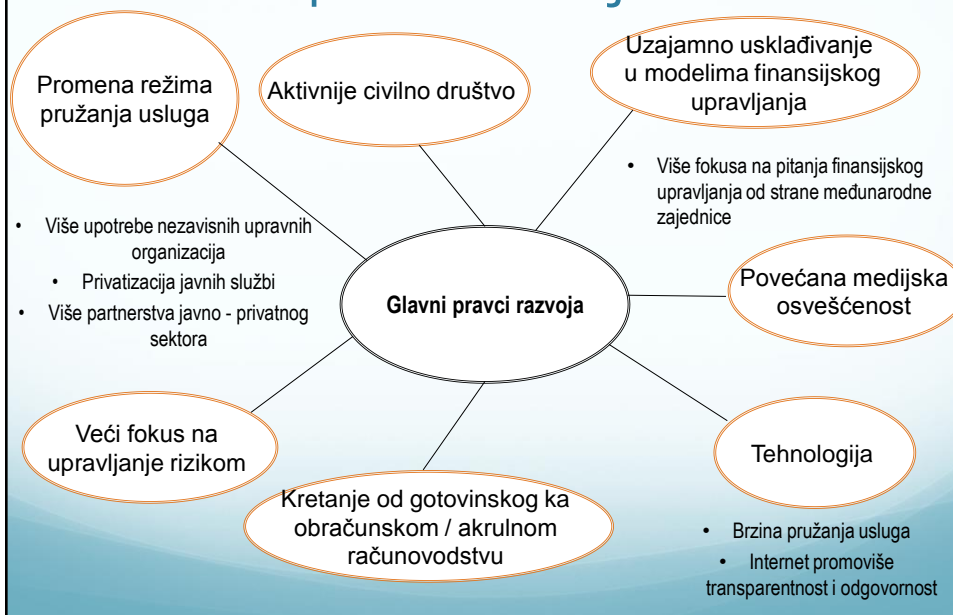 Promena režima
pružanja usluga
Aktivnije civilno društvo
Uzajamno usklađivanje
u modelima finansijskog
upravljanja
• Više fokusa na pitanja finansijskog
upravljanja od strane međunarodne
zajednice
• Više upotrebe nezavisnih upravnih
organizacija
• Privatizacija javnih službi
• Više partnerstva javno - privatnog
sektora
Glavni pravci razvoja
Povećana medijska
osvešćenost
Veći fokus na
upravljanje rizikom
Kretanje od gotovinskog ka
obračunskom / akrulnom
računovodstvu
Tehnologija
• Brzina pružanja usluga
• Internet promoviše
transparentnost i odgovornost